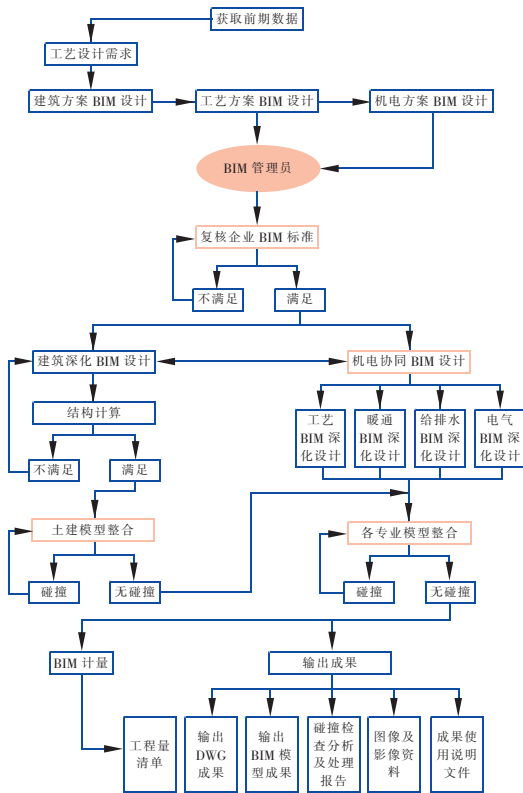 获取前期数据
工艺设计需求
建筑方案 BIM 设计
工艺方案 BIM 设计
机电方案 BIM 设计
BIM 管理员
复核企业 BIM 标准
不满足
满足
建筑深化 BIM 设计
机电协同 BIM 设计
结构计算
不满足
满足
工艺
BIM 深
化设计
暖通
BIM 深
化设计
给排水
BIM 深
化设计
电气
BIM 深
化设计
土建模型整合
各专业模型整合
碰撞
无碰撞
碰撞
无碰撞
BIM 计量
输出成果
工程量
清单
输出
DWG
成果
输出
BIM 模
型成果
碰撞检
查分析
及处理
报告
图像及
影像资
料
成果使
用说明
文件